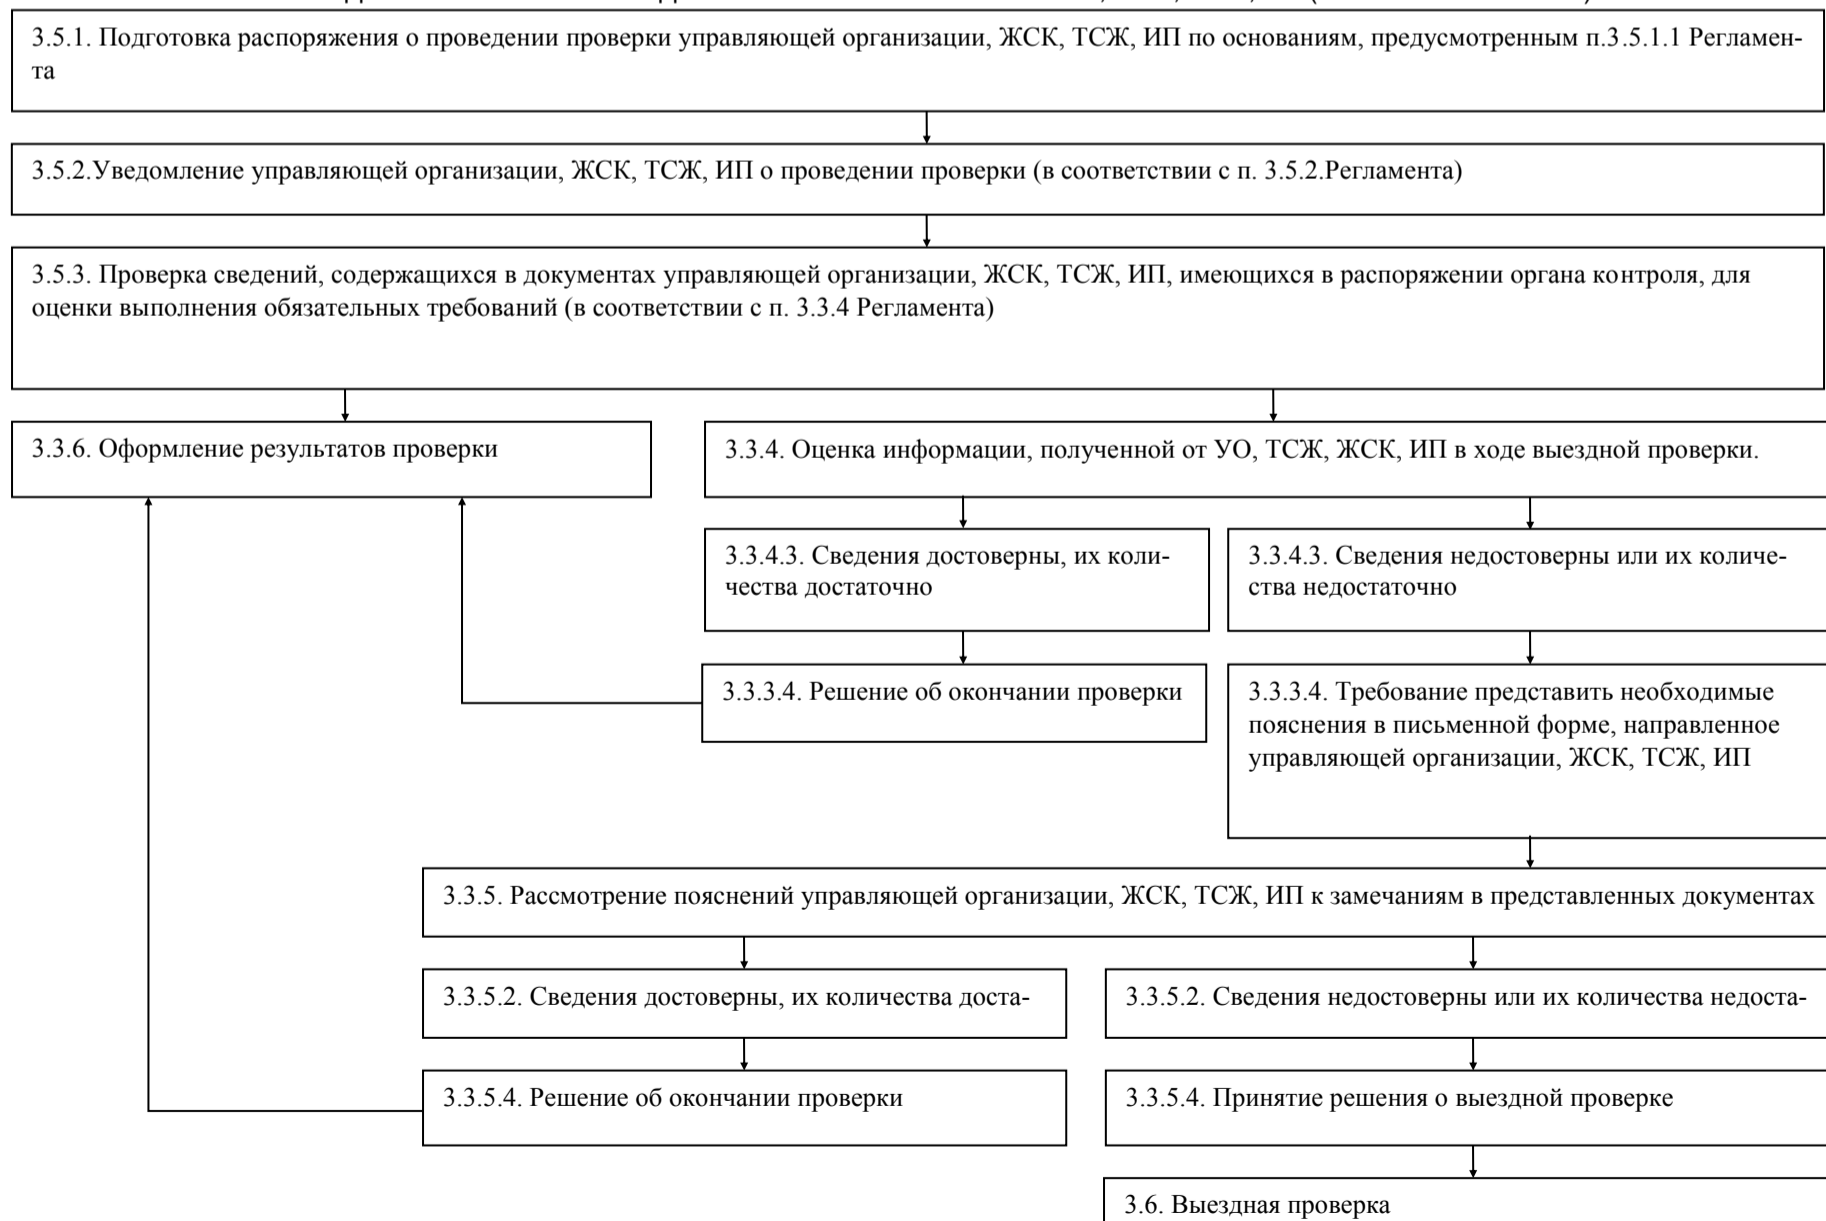 3.5.1. Подготовка распоряжения о проведении проверки управляющей организации, ЖСК, ТСЖ, ИП по основаниям, предусмотренным п.3.5.1.1 Регламен-
та
3.5.2.Уведомление управляющей организации, ЖСК, ТСЖ, ИП о проведении проверки (в соответствии с п. 3.5.2.Регламента)
3.5.3. Проверка сведений, содержащихся в документах управляющей организации, ЖСК, ТСЖ, ИП, имеющихся в распоряжении органа контроля, для
оценки выполнения обязательных требований (в соответствии с п. 3.3.4 Регламента)
3.3.6. Оформление результатов проверки
3.3.4. Оценка информации, полученной от УО, ТСЖ, ЖСК, ИП в ходе выездной проверки.
3.3.4.3. Сведения достоверны, их коли-
чества достаточно
3.3.4.3. Сведения недостоверны или их количе-
ства недостаточно
3.3.3.4. Решение об окончании проверки
3.3.3.4. Требование представить необходимые
пояснения в письменной форме, направленное
управляющей организации, ЖСК, ТСЖ, ИП
3.3.5. Рассмотрение пояснений управляющей организации, ЖСК, ТСЖ, ИП к замечаниям в представленных документах
3.3.5.2. Сведения достоверны, их количества доста-
3.3.5.2. Сведения недостоверны или их количества недоста-
3.3.5.4. Решение об окончании проверки
3.3.5.4. Принятие решения о выездной проверке
3.6. Выездная проверка